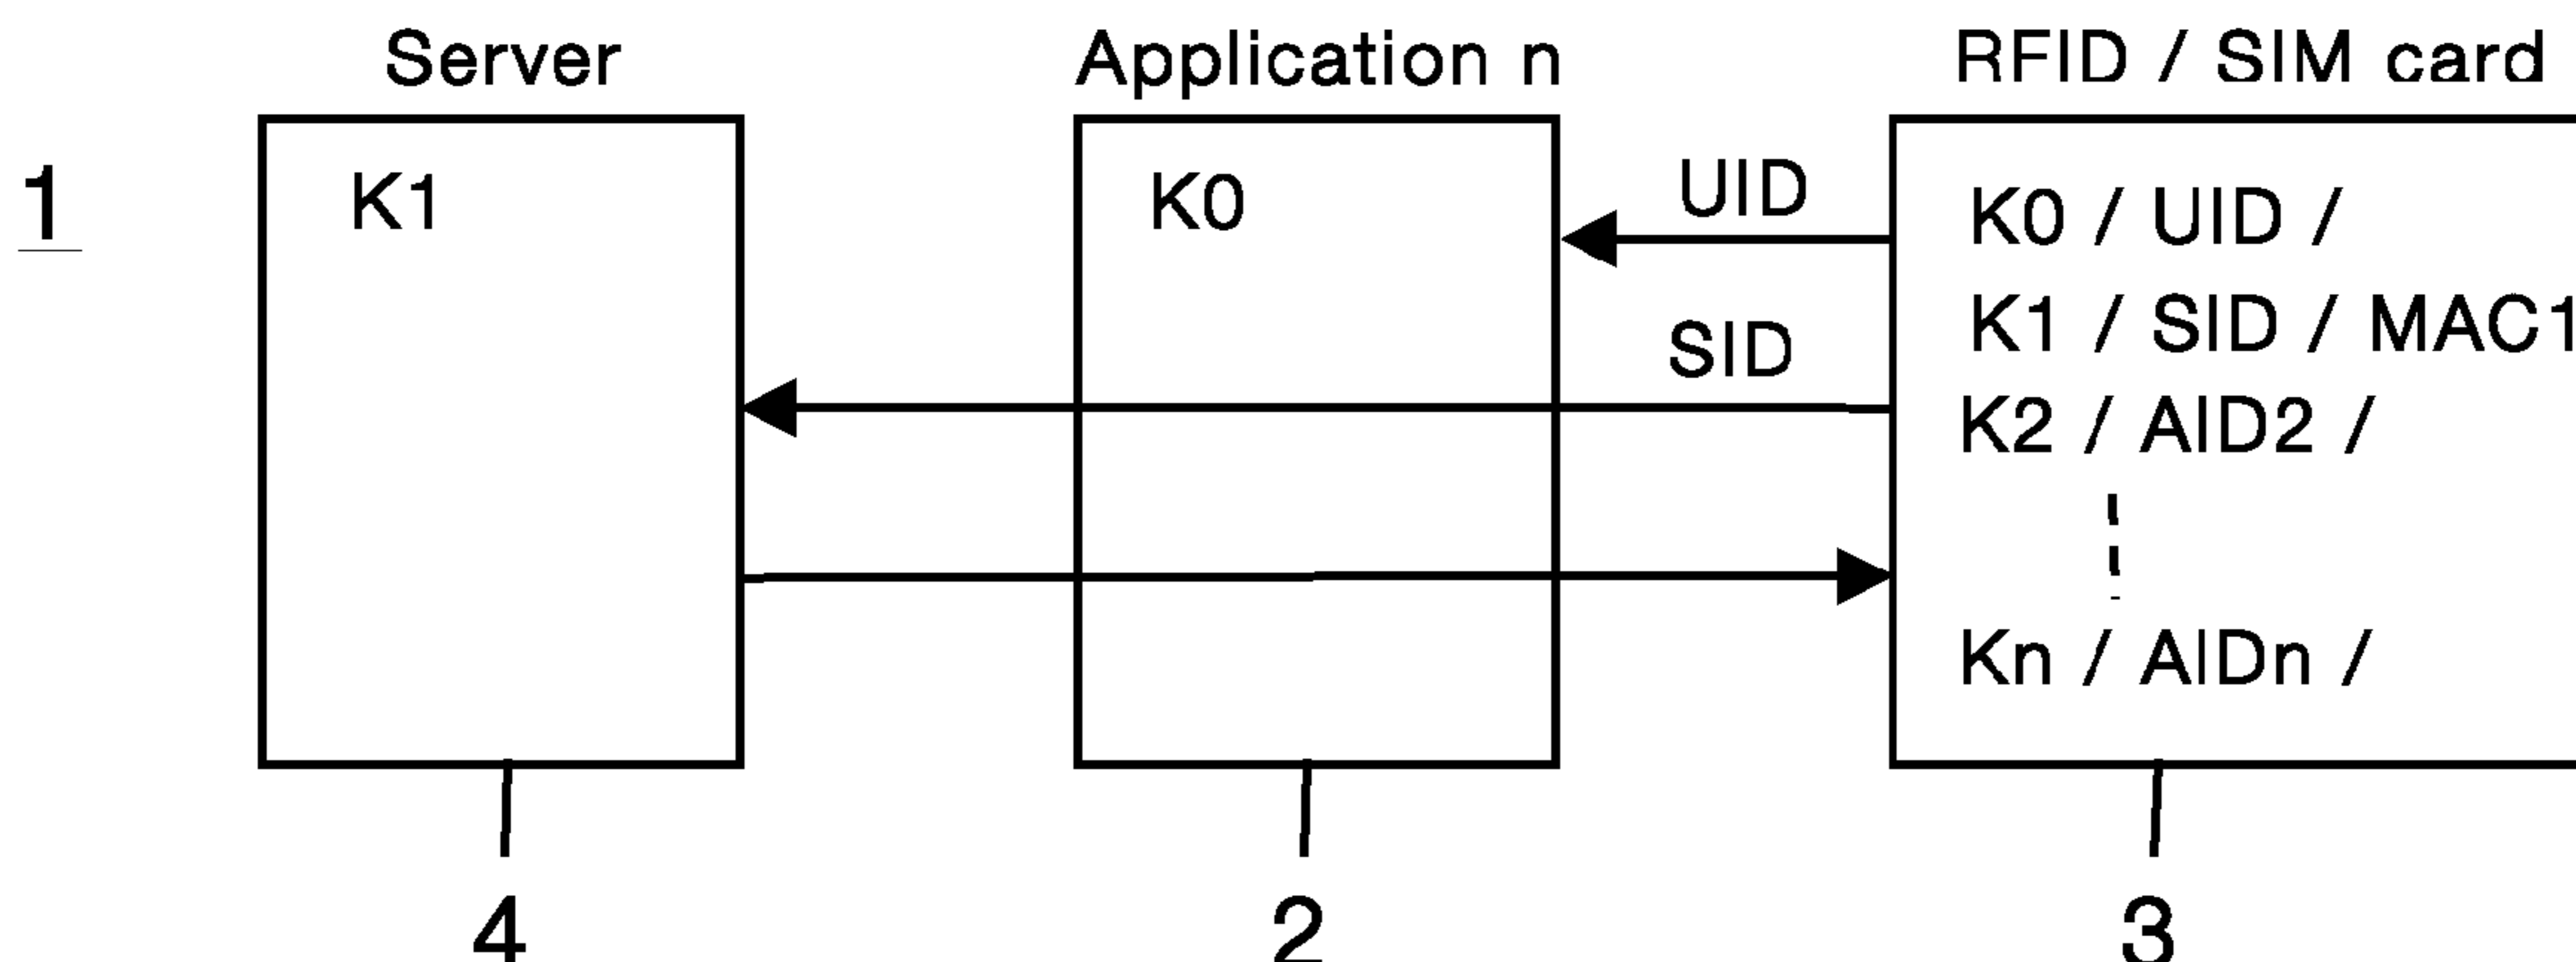 Server
Application n
RFID / SIM card
1
K1
K0
UID
K0 / UID /
K1 / SID / MAC1
SID
K2 / AID2 /
Kn / AIDn /
4
2
3